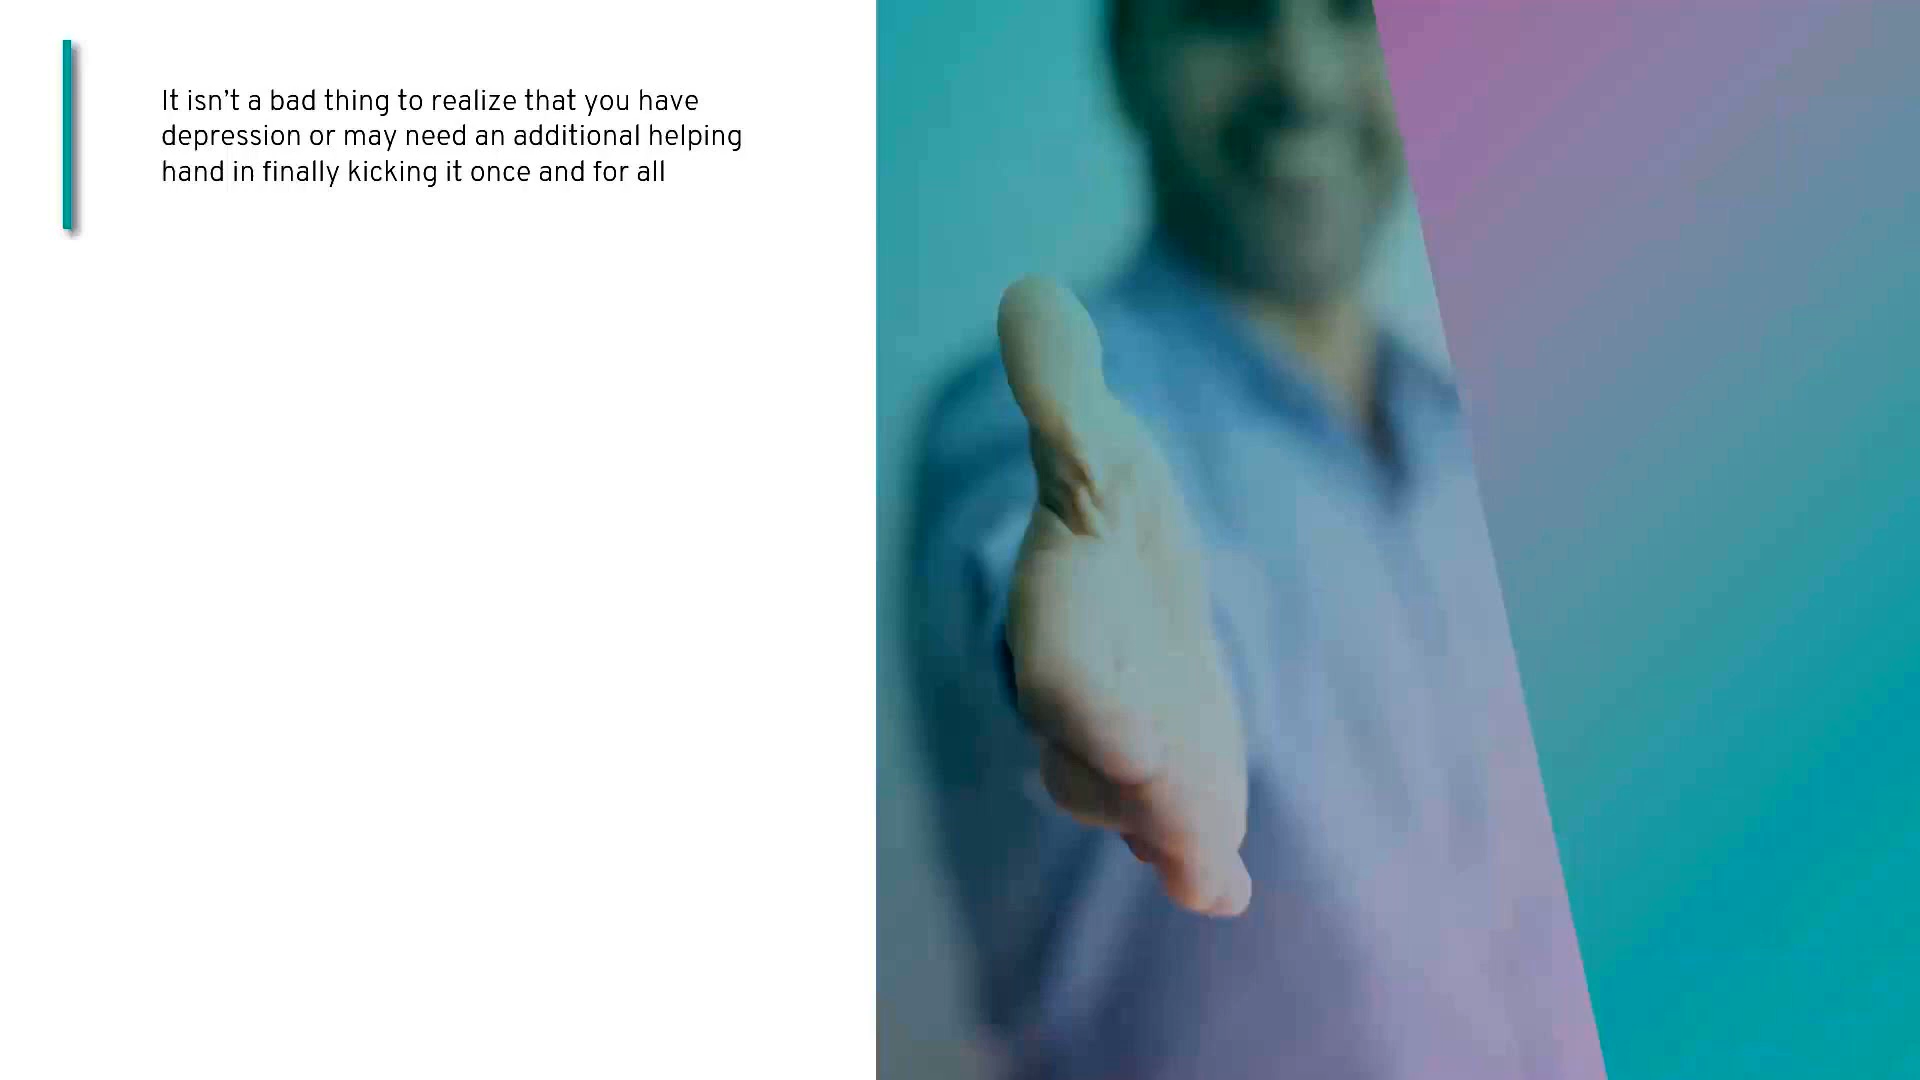 It isn’t a bad thing to realize that you have
depression or may need an additional helping
hand in finally kicking it once and for all